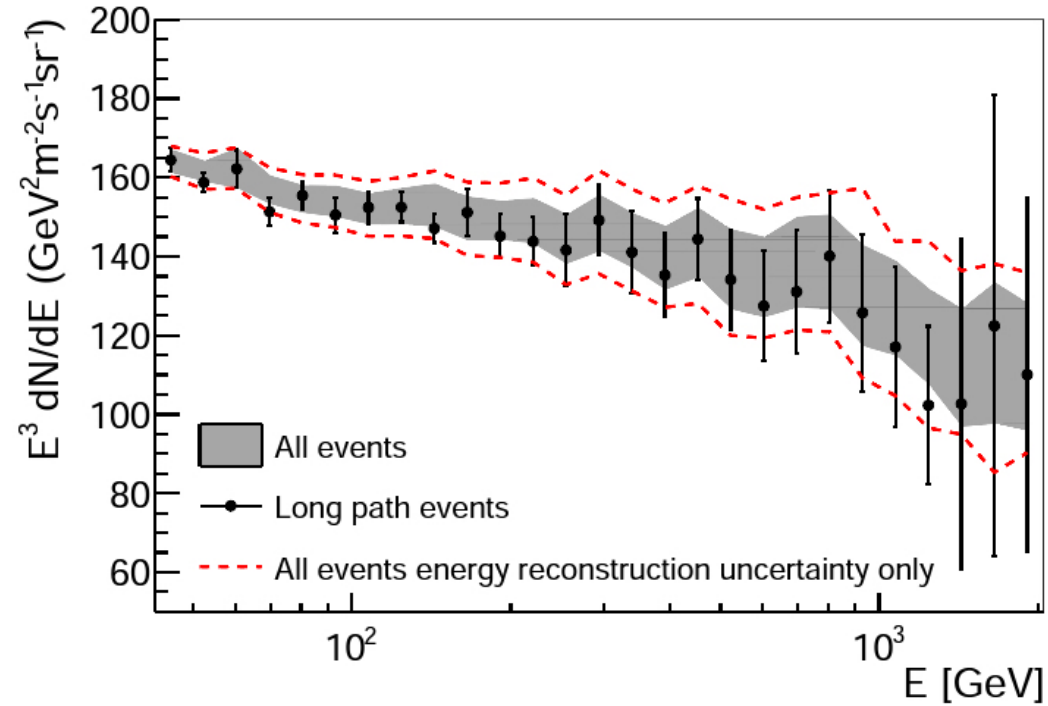 E³ dN/dE (GeV²m⁻²s⁻¹sr⁻¹)
200
180
160
140
120
100
80
60
All events
Long path events
All events energy reconstruction uncertainty only
10²
10³
E [GeV]